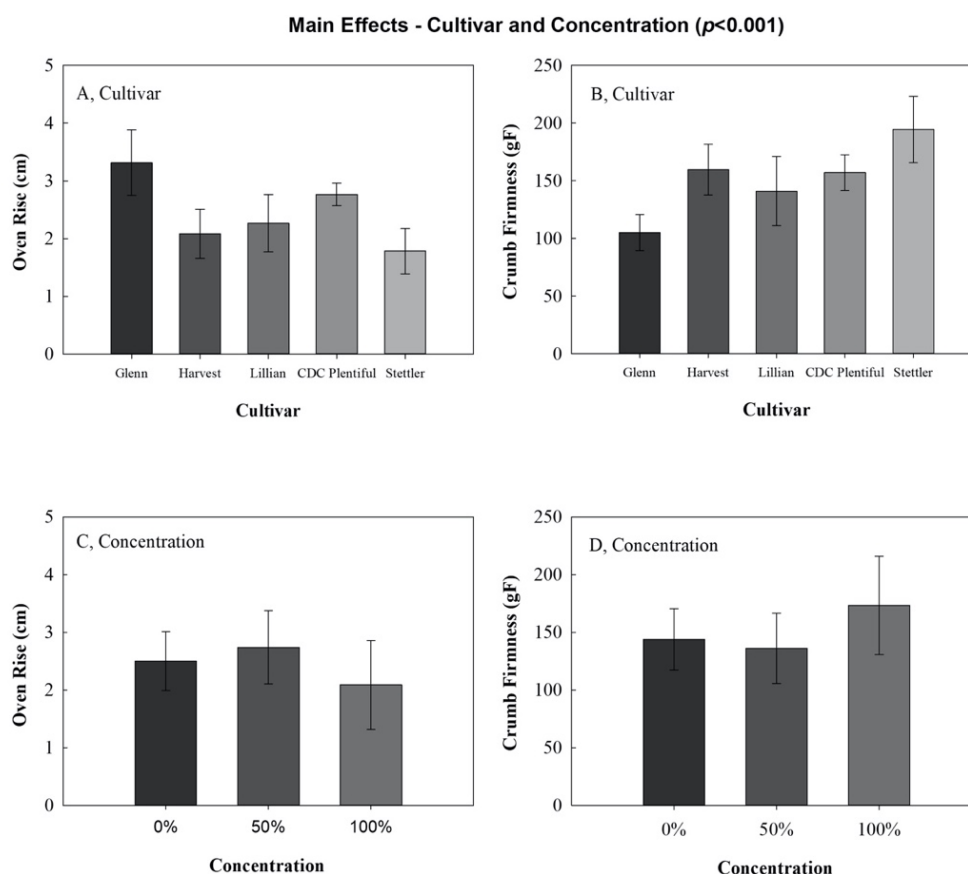 Main Effects - Cultivar and Concentration (p<0.001)
5
4
3
2
1
0
Oven Rise (cm)
A, Cultivar
Glenn Harvest Lillian CDC Plentiful Stettler
Cultivar
250
200
150
100
50
0
Crumb Firmness (gF)
B, Cultivar
Glenn Harvest Lillian CDC Plentiful Stettler
Cultivar
5
4
3
2
1
0
Oven Rise (cm)
C, Concentration
0% 50% 100%
Concentration
250
200
150
100
50
0
Crumb Firmness (gF)
D, Concentration
0% 50% 100%
Concentration